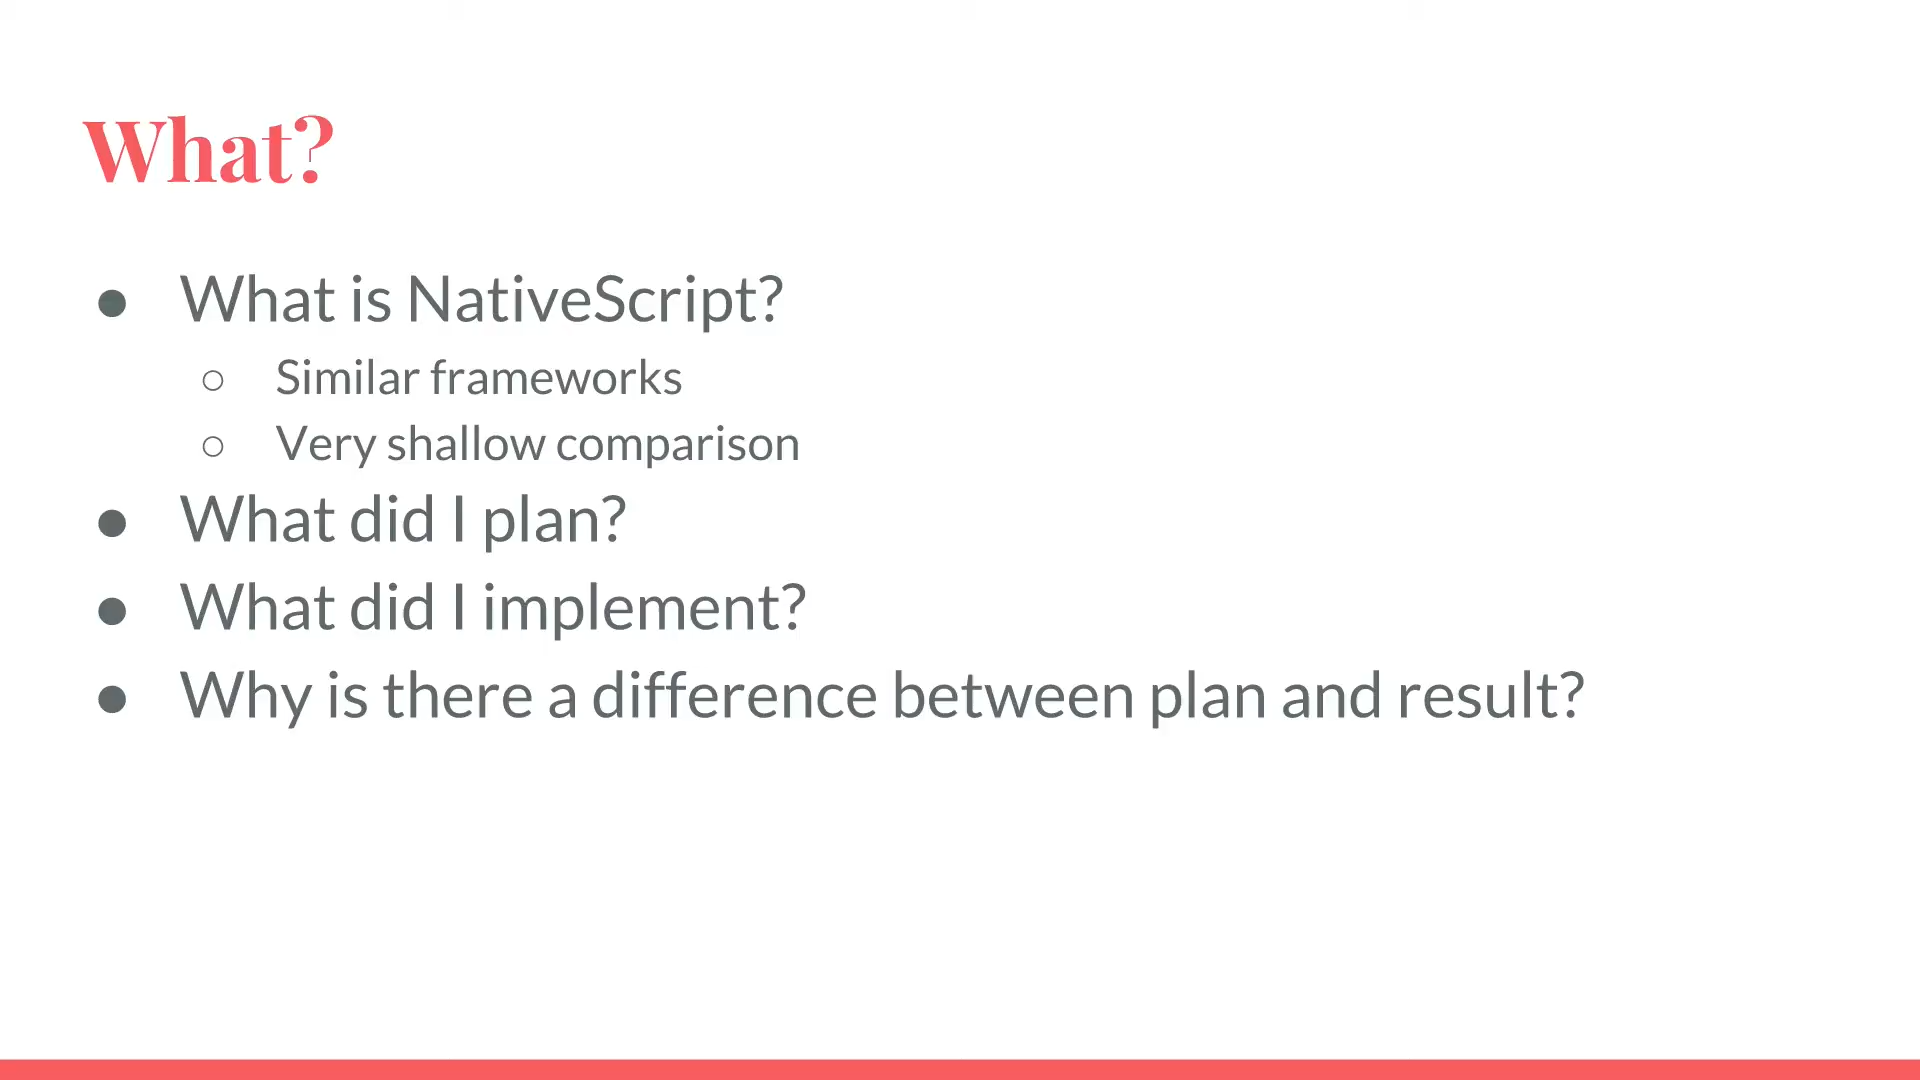 What?
● What is NativeScript?
○ Similar frameworks
○ Very shallow comparison
● What did I plan?
● What did I implement?
● Why is there a difference between plan and result?